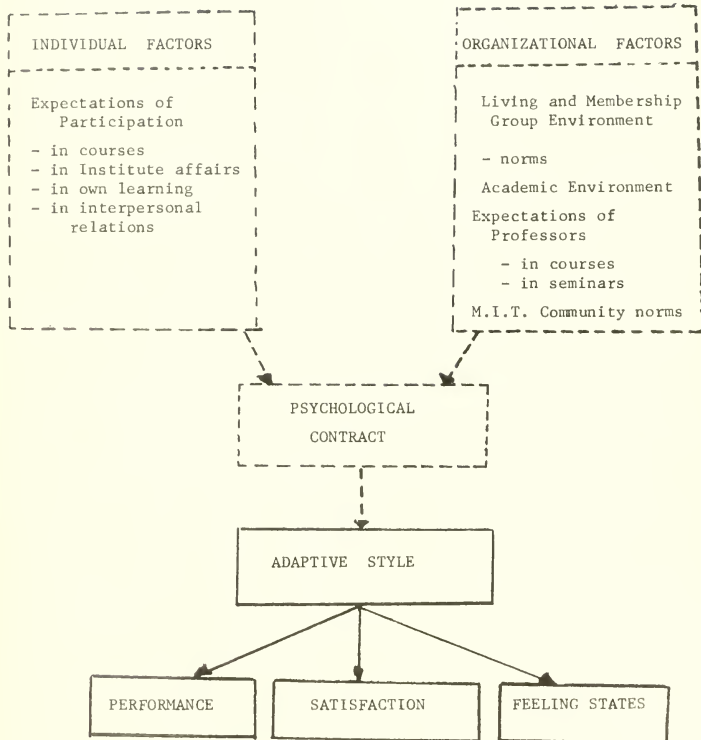 INDIVIDUAL FACTORS
Expectations of
Participation
- in courses
- in Institute affairs
- in own learning
- in interpersonal
relations
ORGANIZATIONAL FACTORS
Living and Membership
Group Environment
- norms
Academic Environment
Expectations of
Professors
- in courses
- in seminars
M.I.T. Community norms
PSYCHOLOGICAL
CONTRACT
ADAPTIVE STYLE
PERFORMANCE
SATISFACTION
FEELING STATES